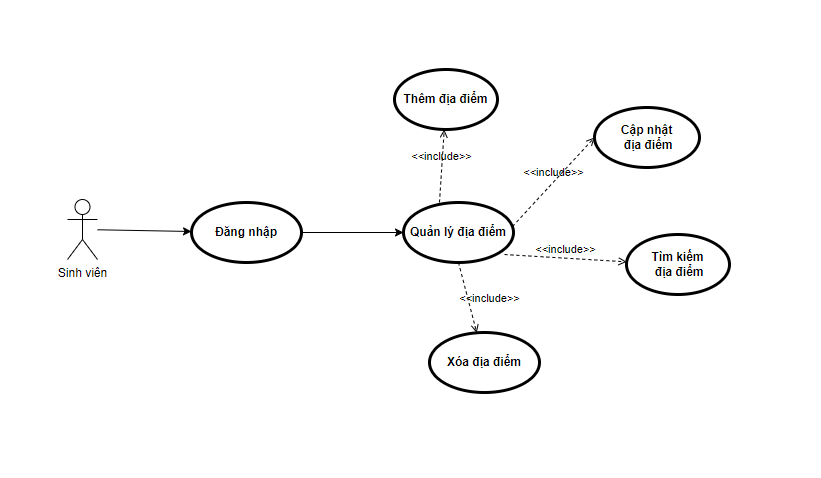 Thêm địa điểm
<<include>>
Cập nhật
địa điểm
<<include>>
Sinh viên
Đăng nhập
Quản lý địa điểm
<<include>>
Tìm kiếm
địa điểm
<<include>>
Xóa địa điểm